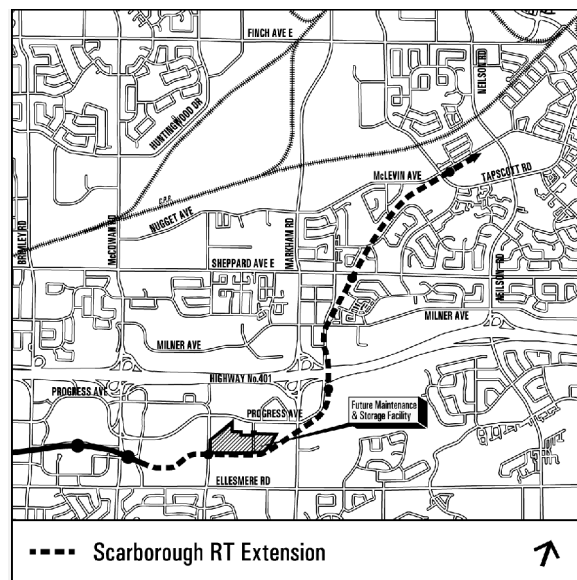 FINCH AVE E
NEILSON RD
HUNTINGWOOD DR
McLEVIN AVE
TAPSCOTT RD
C.P.R.
NUGGET AVE
BRIMLEY RD
McCOWAN RD
MARKHAM RD
SHEPPARD AVE E
NEILSON RD
MILNER AVE
MILNER AVE
HIGHWAY No.401
PROGRESS AVE
PROGRESS AVE
Future Maintenance
& Storage Facility
ELLESMERE RD
Scarborough RT Extension